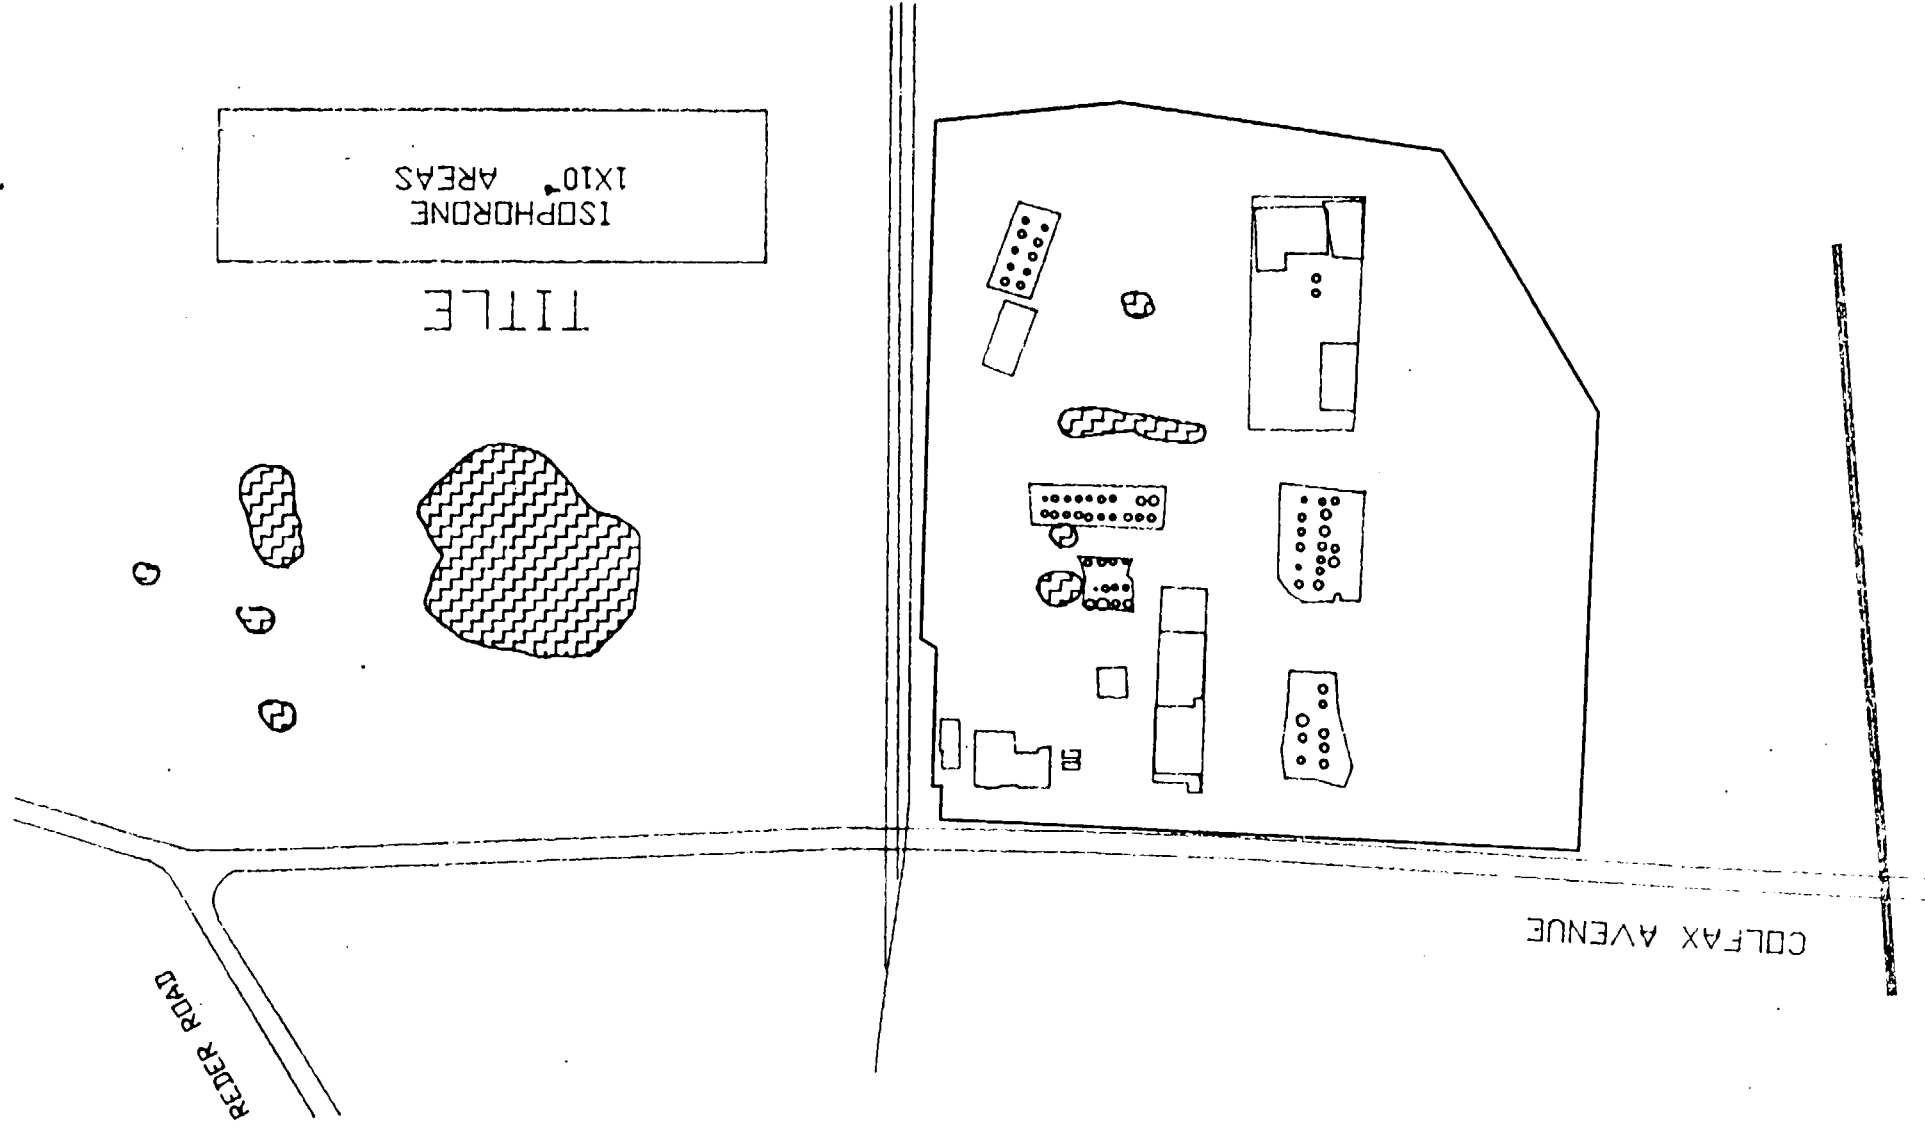 REDER ROAD
COLFAX AVENUE
TITLE
ISOPHORONE
1X10 AREAS